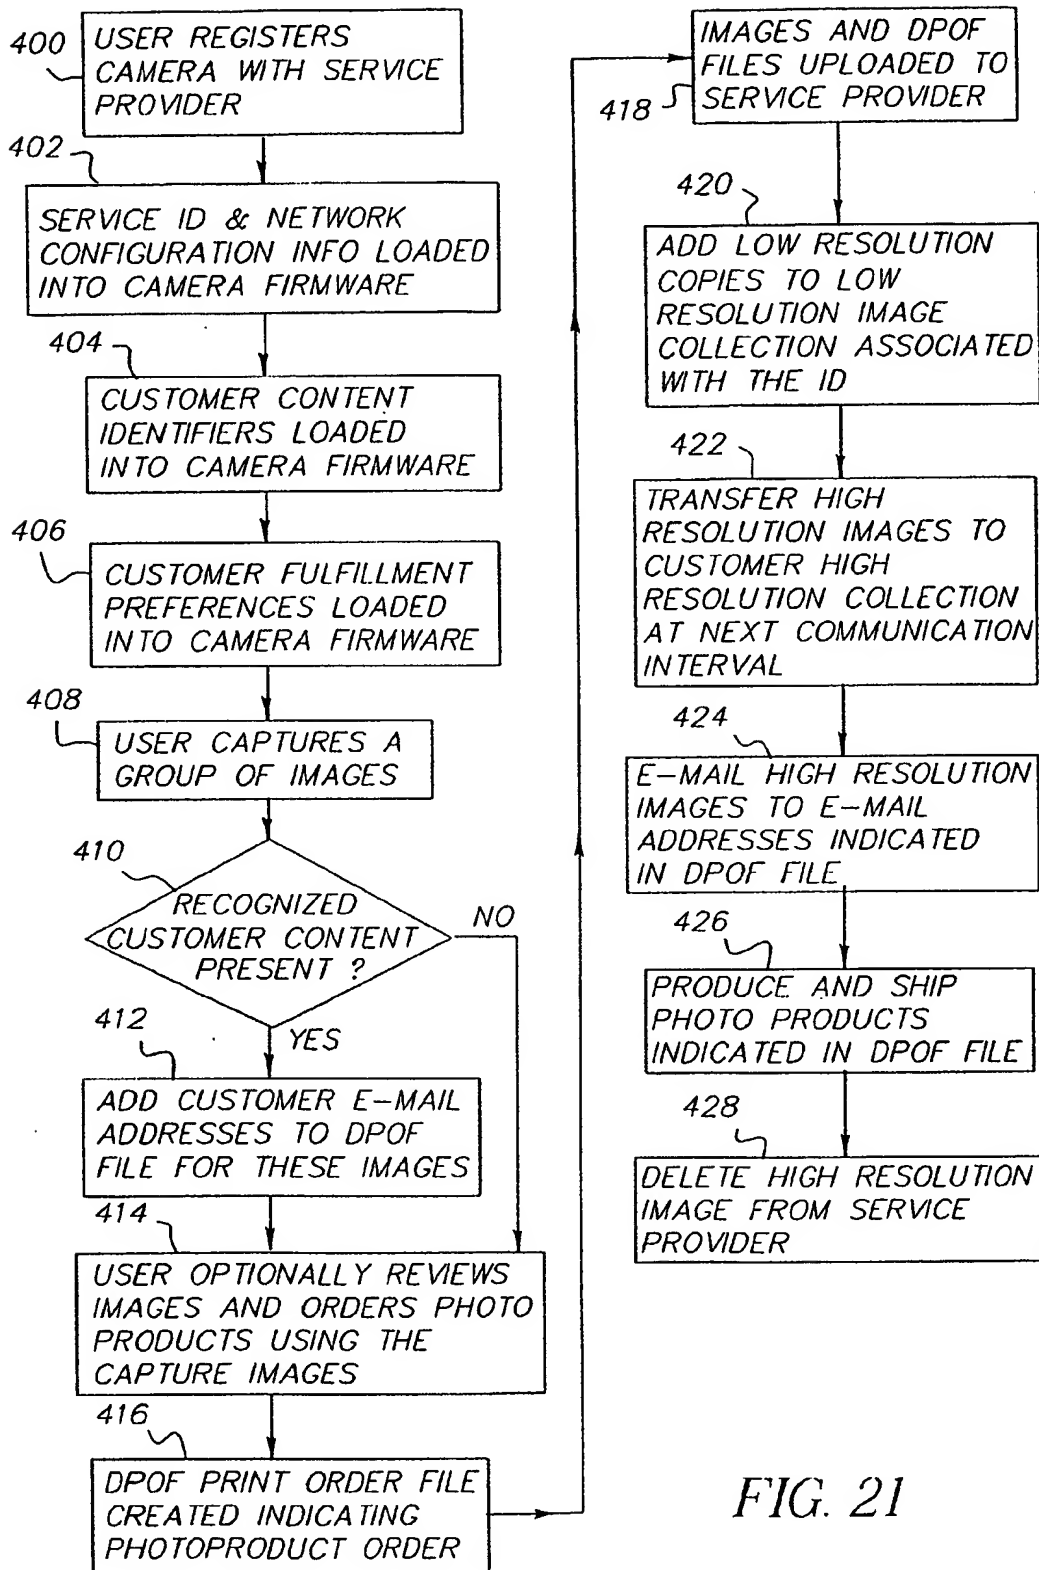 400
USER REGISTERS
CAMERA WITH SERVICE
PROVIDER
402
SERVICE ID & NETWORK
CONFIGURATION INFO LOADED
INTO CAMERA FIRMWARE
404
CUSTOMER CONTENT
IDENTIFIERS LOADED
INTO CAMERA FIRMWARE
406
CUSTOMER FULFILLMENT
PREFERENCES LOADED
INTO CAMERA FIRMWARE
408
USER CAPTURES A
GROUP OF IMAGES
410
RECOGNIZED
CUSTOMER CONTENT
PRESENT ?
NO
YES
412
ADD CUSTOMER E-MAIL
ADDRESSES TO DPOF
FILE FOR THESE IMAGES
414
USER OPTIONALLY REVIEWS
IMAGES AND ORDERS PHOTO
PRODUCTS USING THE
CAPTURE IMAGES
416
DPOF PRINT ORDER FILE
CREATED INDICATING
PHOTOPRODUCT ORDER
IMAGES AND DPOF
FILES UPLOADED TO
SERVICE PROVIDER
418
420
ADD LOW RESOLUTION
COPIES TO LOW
RESOLUTION IMAGE
COLLECTION ASSOCIATED
WITH THE ID
422
TRANSFER HIGH
RESOLUTION IMAGES TO
CUSTOMER HIGH
RESOLUTION COLLECTION
AT NEXT COMMUNICATION
INTERVAL
424
E-MAIL HIGH RESOLUTION
IMAGES TO E-MAIL
ADDRESSES INDICATED
IN DPOF FILE
426
PRODUCE AND SHIP
PHOTO PRODUCTS
INDICATED IN DPOF FILE
428
DELETE HIGH RESOLUTION
IMAGE FROM SERVICE
PROVIDER
FIG. 21